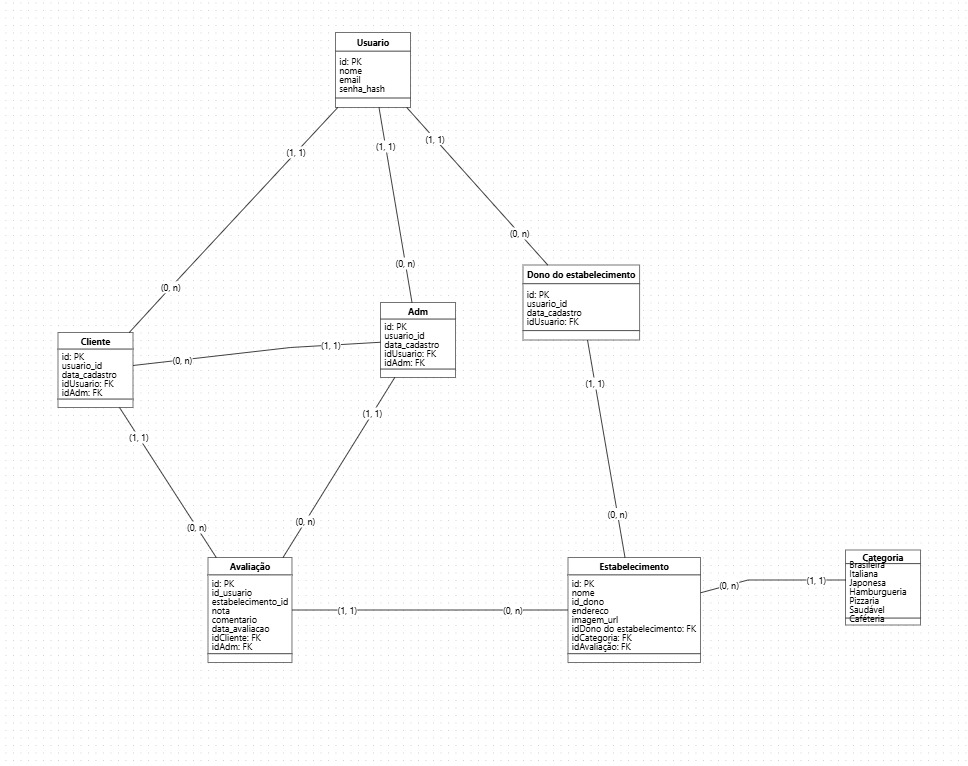 Usuario
id: PK
nome
email
senha_hash
(1, 1)
(1, 1)
(1, 1)
(0, n)
(0, n)
(0, n)
Dono do estabelecimento
id: PK
usuario_id
data_cadastro
idUsuario: FK
Adm
id: PK
usuario_id
data_cadastro
idUsuario: FK
idAdm: FK
Cliente
id: PK
usuario_id
data_cadastro
idUsuario: FK
idAdm: FK
(0, n)
(1, 1)
(1, 1)
(1, 1)
(1, 1)
(0, n)
(0, n)
(0, n)
Avaliação
id: PK
id_usuario
estabelecimento_id
nota
comentario
data_avaliacao
idCliente: FK
idAdm: FK
(1, 1)
(0, n)
Estabelecimento
id: PK
nome
id_dono
endereco
imagem_url
idDono do estabelecimento: FK
idCategoria: FK
idAvaliação: FK
(0, n)
(1, 1)
Categoria
Brasileira
Italiana
Japonesa
Hamburgueria
Pizzaria
Saudável
Caféteria